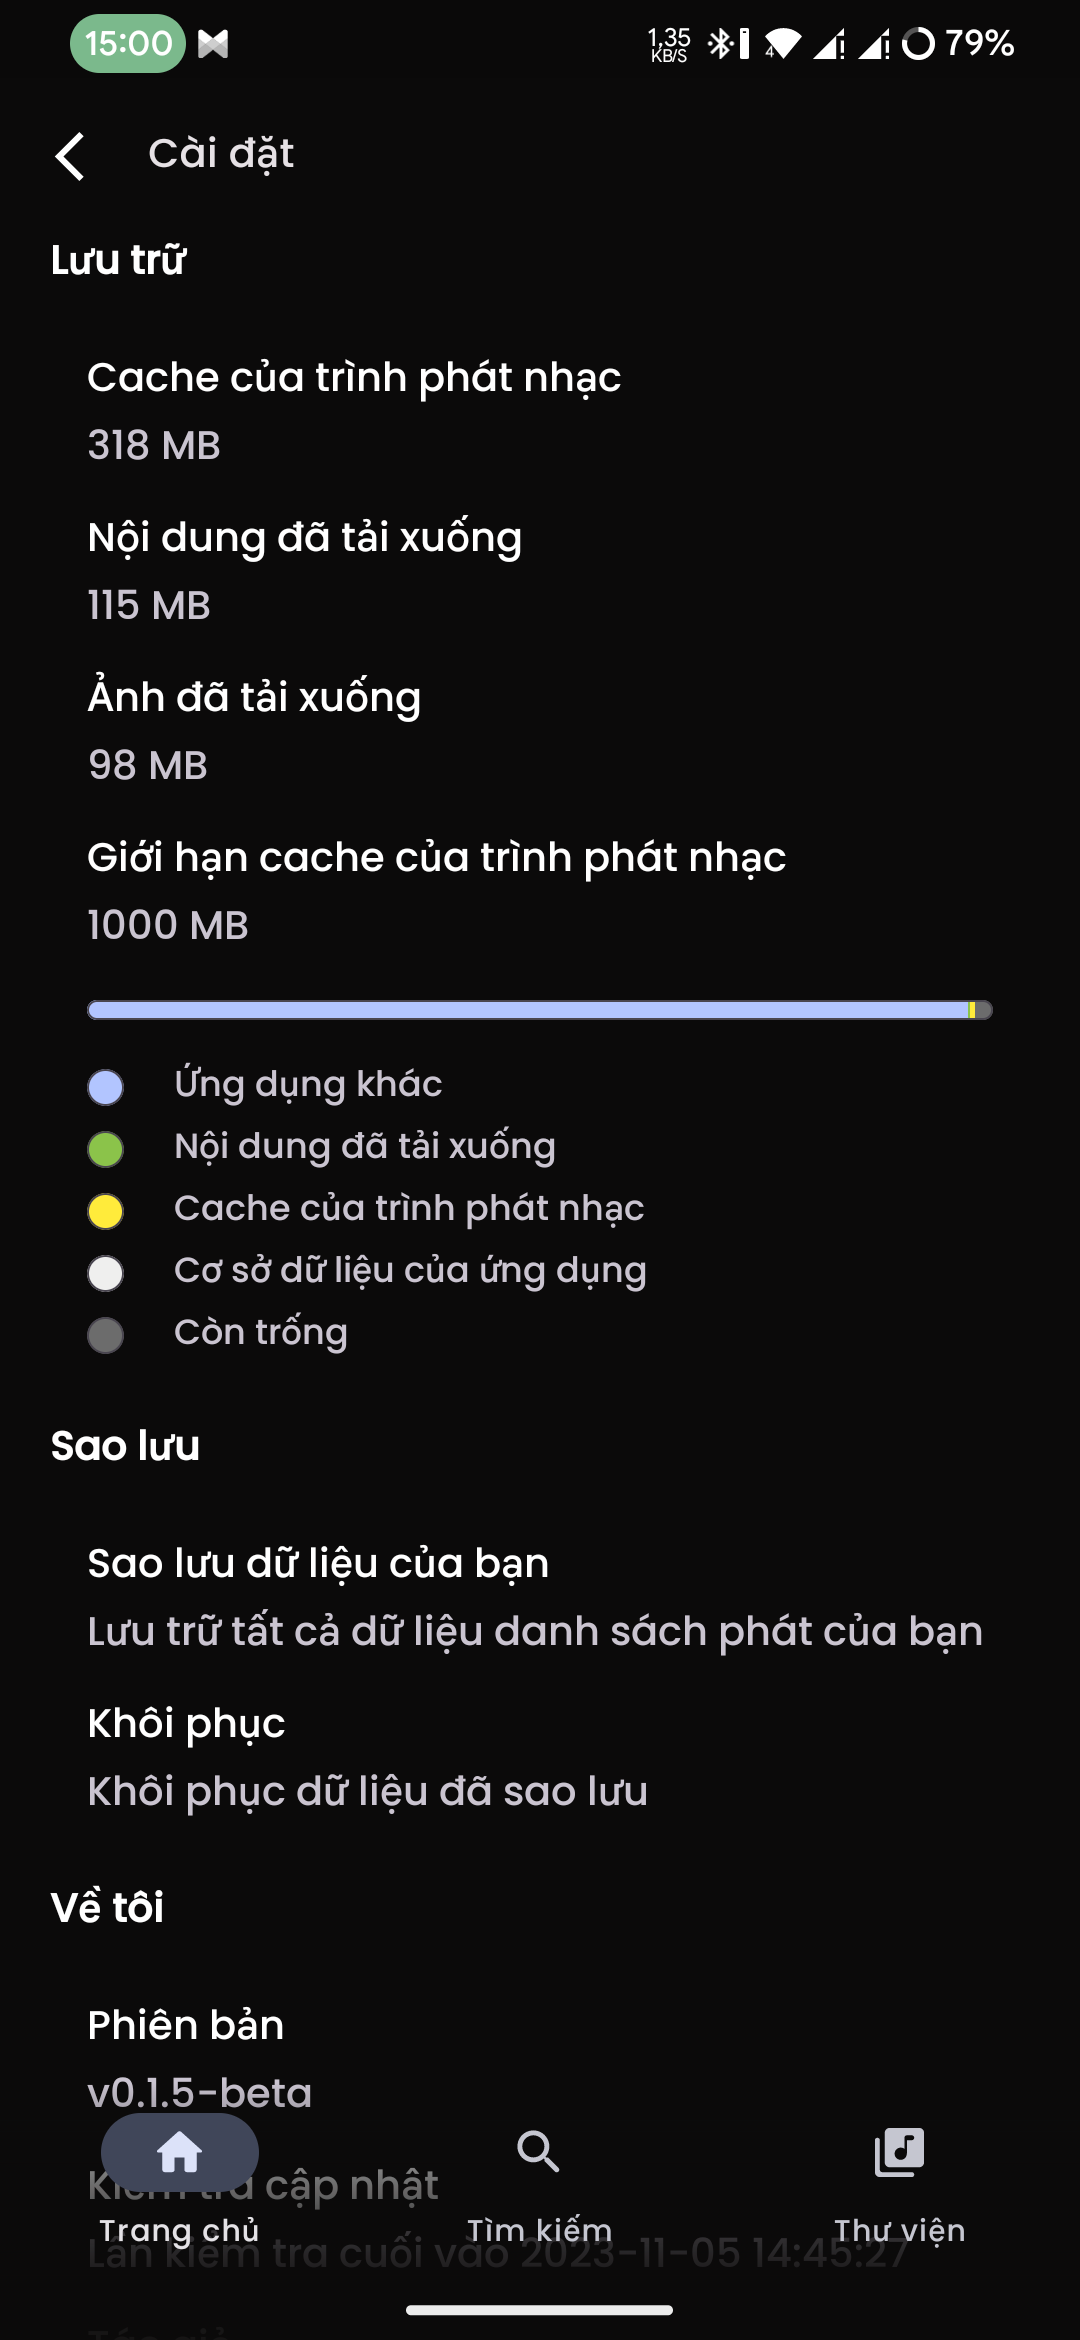 15:00
1,35 KB/S
4
79%
Cài đặt
Lưu trữ
Cache của trình phát nhạc
318 MB
Nội dung đã tải xuống
115 MB
Ảnh đã tải xuống
98 MB
Giới hạn cache của trình phát nhạc
1000 MB
Ứng dụng khác
Nội dung đã tải xuống
Cache của trình phát nhạc
Cơ sở dữ liệu của ứng dụng
Còn trống
Sao lưu
Sao lưu dữ liệu của bạn
Lưu trữ tất cả dữ liệu danh sách phát của bạn
Khôi phục
Khôi phục dữ liệu đã sao lưu
Về tôi
Phiên bản
v0.1.5-beta
Kiểm tra cập nhật
Lần kiểm tra cuối vào 2023-11-05 14:45:27
Trang chủ
Tìm kiếm
Thư viện